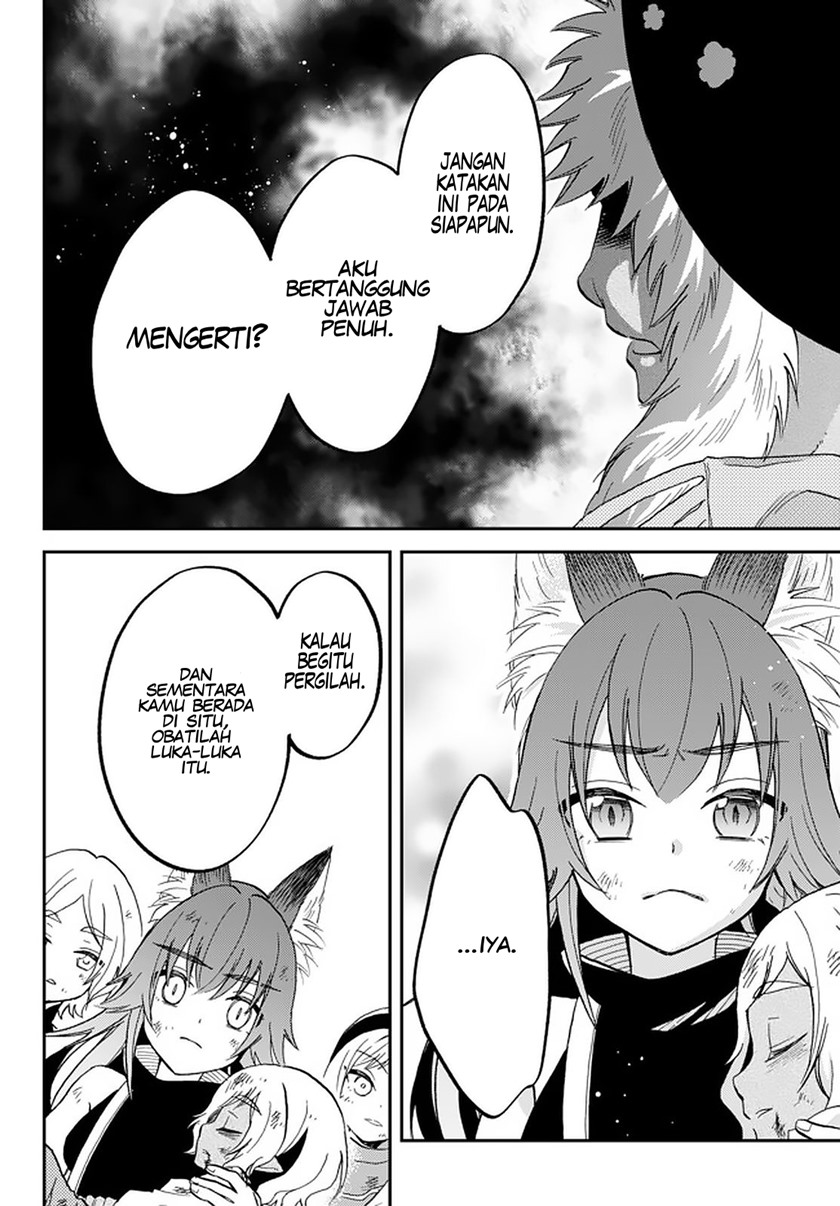 JANGAN
KATAKAN
INI PADA
SIAPAPUN.
AKU
BERTANGGUNG
JAWAB
PENUH.
MENGERTI?
...IYA.
KALAU
BEGITU
PERGILAH.
DAN
SEMENTARA
KAMU BERADA
DI SITU,
OBATILAH
LUKA-LUKA
ITU.